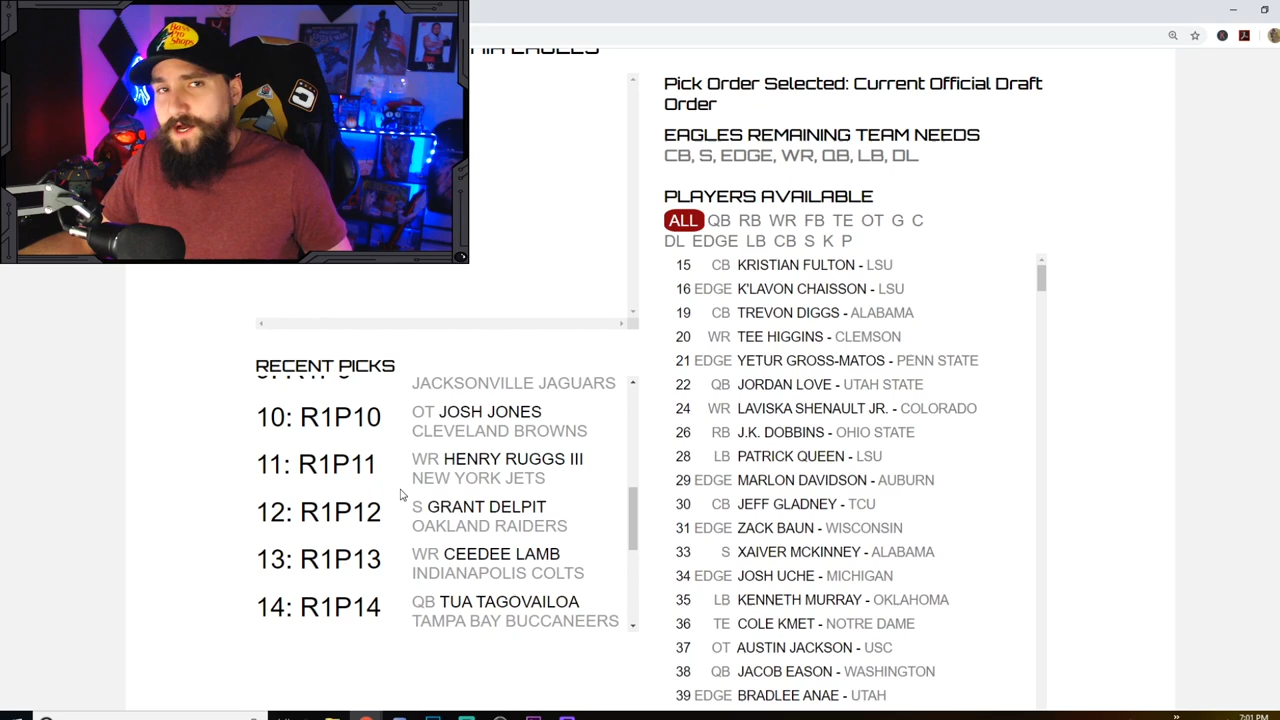 Bass
Pro
Shops
Pick Order Selected: Current Official Draft
Order
EAGLES REMAINING TEAM NEEDS
CB, S, EDGE, WR, QB, LB, DL
PLAYERS AVAILABLE
ALL QB RB WR FB TE OT G C
DL EDGE LB CB S K P
15 CB KRISTIAN FULTON - LSU
16 EDGE K'LAVON CHAISSON - LSU
19 CB TREVON DIGGS - ALABAMA
20 WR TEE HIGGINS - CLEMSON
21 EDGE YETUR GROSS-MATOS - PENN STATE
22 QB JORDAN LOVE - UTAH STATE
24 WR LAVISKA SHENAULT JR. - COLORADO
26 RB J.K. DOBBINS - OHIO STATE
28 LB PATRICK QUEEN - LSU
29 EDGE MARLON DAVIDSON - AUBURN
30 CB JEFF GLADNEY - TCU
31 EDGE ZACK BAUN - WISCONSIN
33 S XAIVER MCKINNEY - ALABAMA
34 EDGE JOSH UCHE - MICHIGAN
35 LB KENNETH MURRAY - OKLAHOMA
36 TE COLE KMET - NOTRE DAME
37 OT AUSTIN JACKSON - USC
38 QB JACOB EASON - WASHINGTON
39 EDGE BRADLEE ANAE - UTAH
RECENT PICKS
JACKSONVILLE JAGUARS
10: R1P10 OT JOSH JONES
CLEVELAND BROWNS
11: R1P11 WR HENRY RUGGS III
NEW YORK JETS
12: R1P12 S GRANT DELPIT
OAKLAND RAIDERS
13: R1P13 WR CEEDEE LAMB
INDIANAPOLIS COLTS
14: R1P14 QB TUA TAGOVAILOA
TAMPA BAY BUCCANEERS
7:01 PM